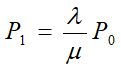 P₁ = λ/μ P₀